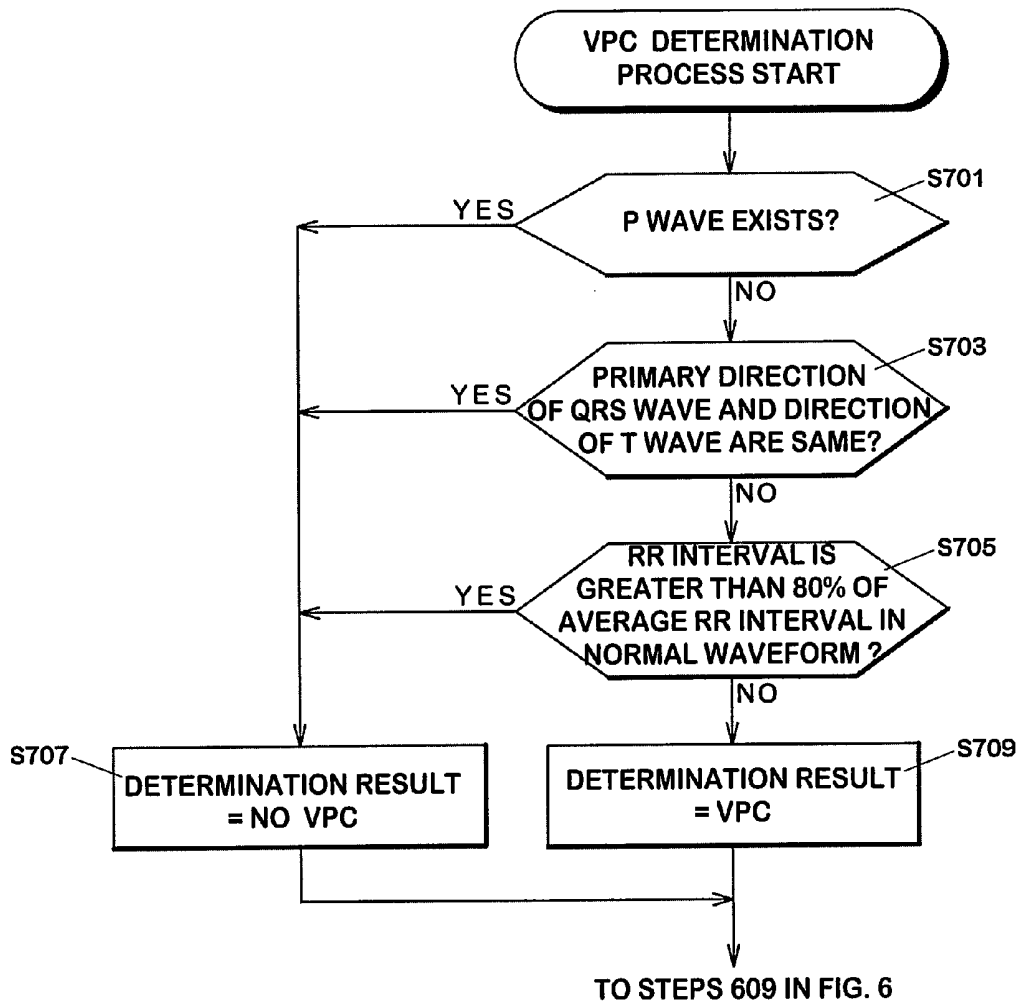 VPC DETERMINATION
PROCESS START
S701
YES
P WAVE EXISTS?
NO
S703
YES
PRIMARY DIRECTION
OF QRS WAVE AND DIRECTION
OF T WAVE ARE SAME?
NO
S705
YES
RR INTERVAL IS
GREATER THAN 80% OF
AVERAGE RR INTERVAL IN
NORMAL WAVEFORM ?
NO
S707
DETERMINATION RESULT
= NO VPC
S709
DETERMINATION RESULT
= VPC
TO STEPS 609 IN FIG. 6